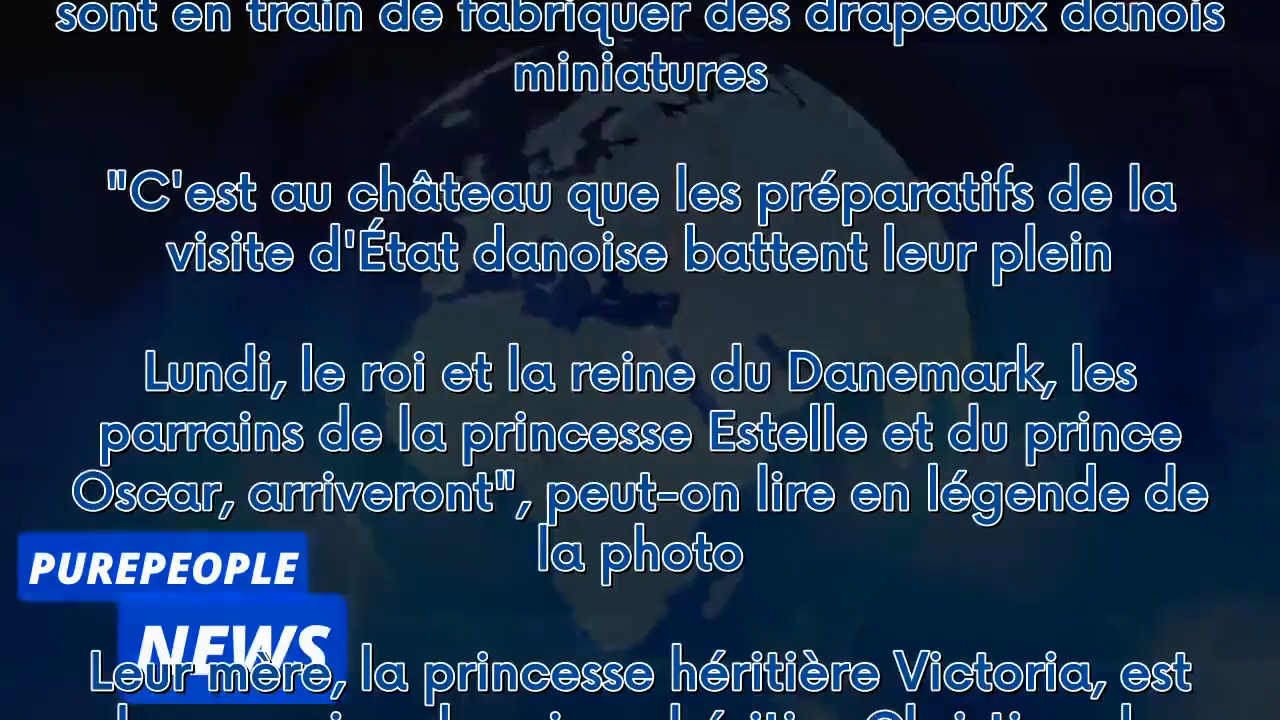 sont en train de fabriquer des drapeaux danois
miniatures
"C'est au château que les préparatifs de la
visite d'État danoise battent leur plein
Lundi, le roi et la reine du Danemark, les
parrains de la princesse Estelle et du prince
Oscar, arriveront", peut-on lire en légende de
la photo
PUREPEOPLE
NEWS
Leur mère, la princesse héritière Victoria, est